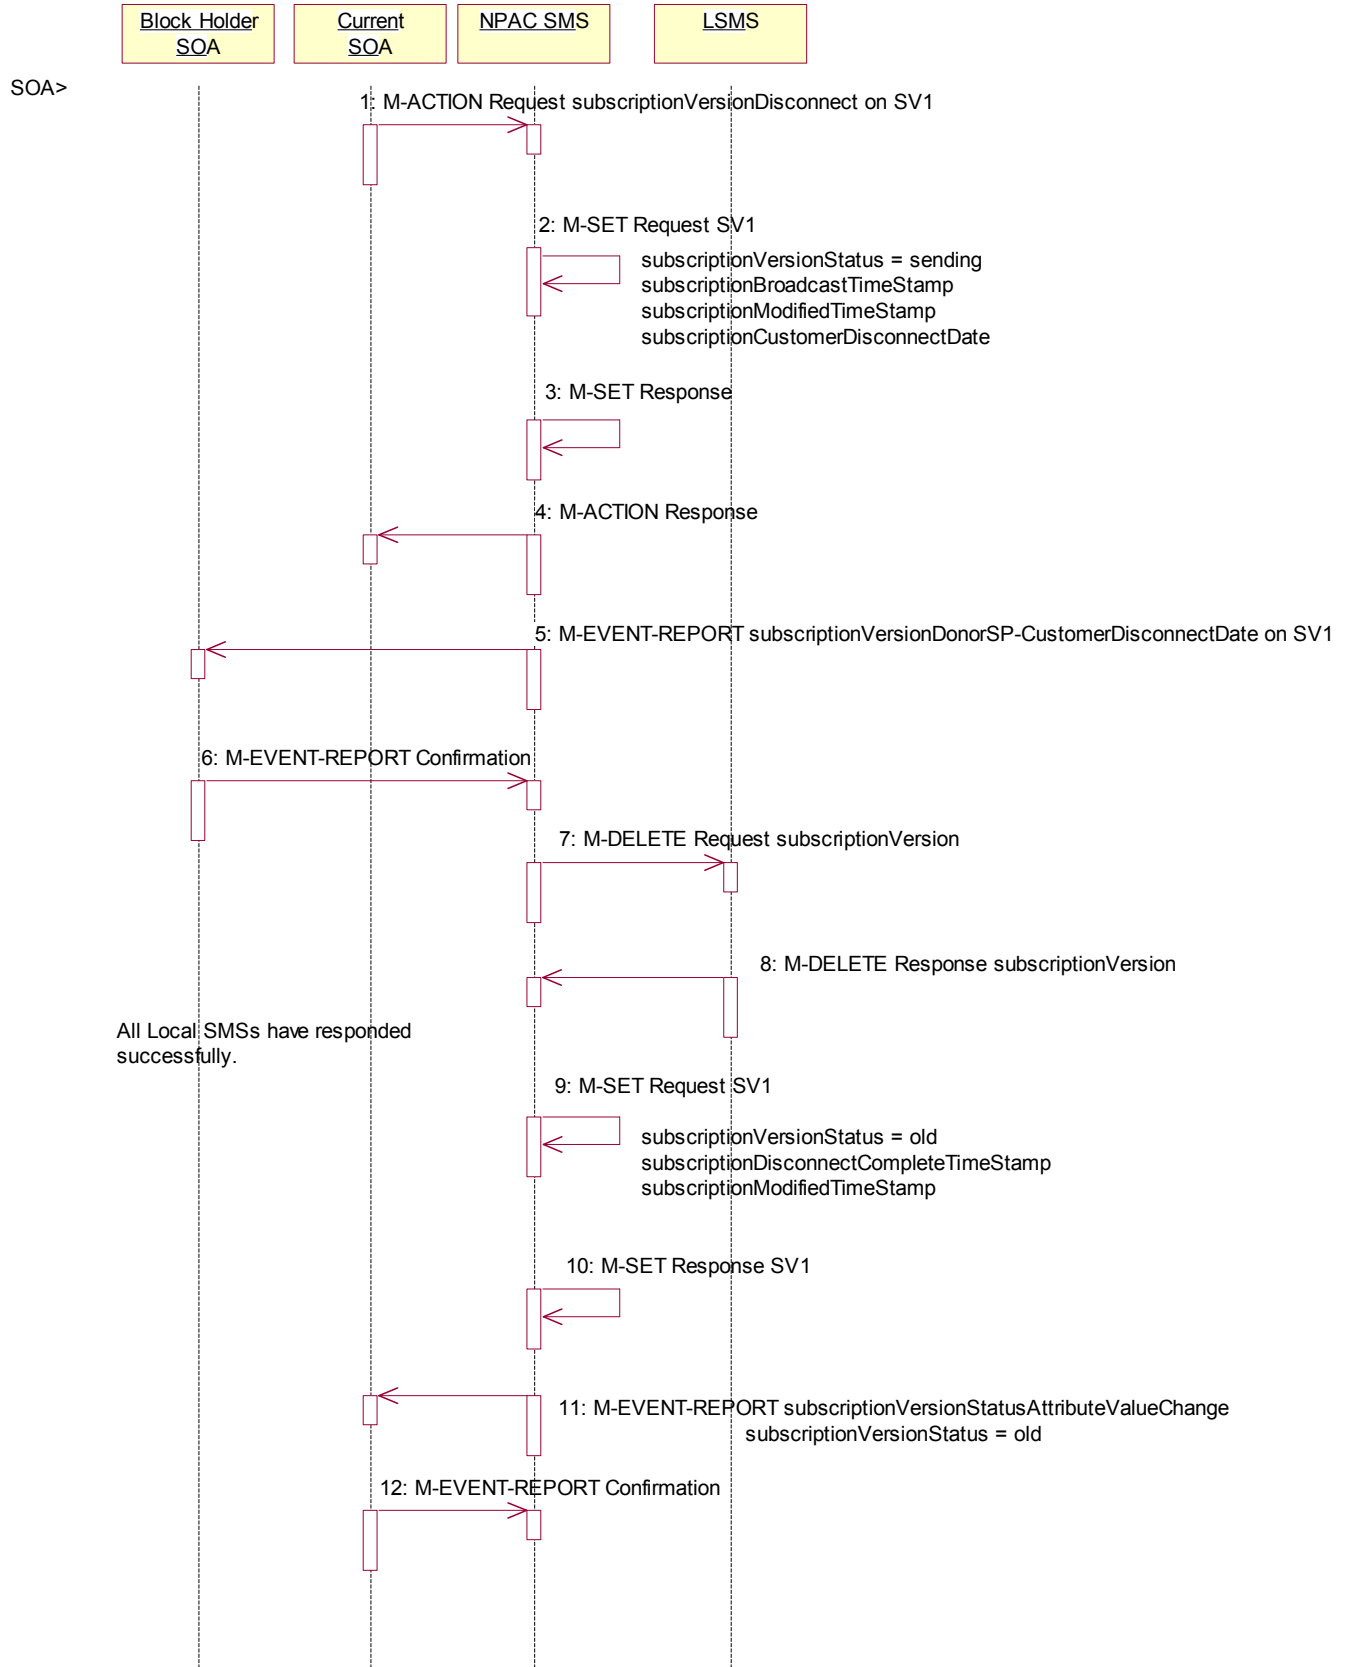 Block Holder
SOA
Current
SOA
NPAC SMS
LSMS
SOA>
1: M-ACTION Request subscriptionVersionDisconnect on SV1
2: M-SET Request SV1
subscriptionVersionStatus = sending
subscriptionBroadcastTimeStamp
subscriptionModifiedTimeStamp
subscriptionCustomerDisconnectDate
3: M-SET Response
4: M-ACTION Response
5: M-EVENT-REPORT subscriptionVersionDonorSP-CustomerDisconnectDate on SV1
6: M-EVENT-REPORT Confirmation
7: M-DELETE Request subscriptionVersion
8: M-DELETE Response subscriptionVersion
All Local SMSs have responded
successfully.
9: M-SET Request SV1
subscriptionVersionStatus = old
subscriptionDisconnectCompleteTimeStamp
subscriptionModifiedTimeStamp
10: M-SET Response SV1
11: M-EVENT-REPORT subscriptionVersionStatusAttributeValueChange
subscriptionVersionStatus = old
12: M-EVENT-REPORT Confirmation